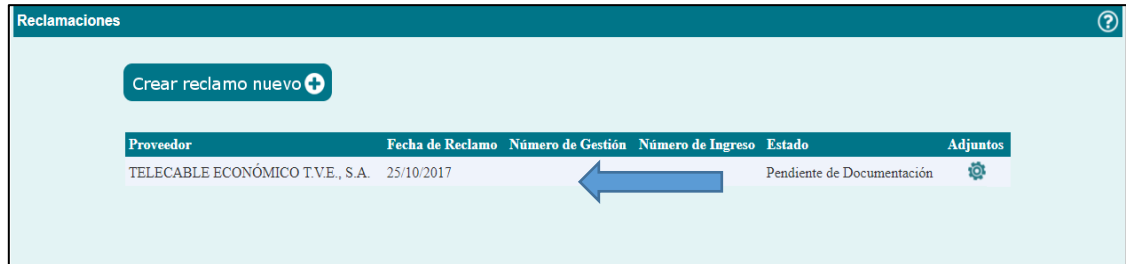 Reclamaciones
Crear reclamo nuevo
Proveedor Fecha de Reclamo Número de Gestión Número de Ingreso Estado Adjuntos
TELECABLE ECONÓMICO T.V.E., S.A. 25/10/2017 Pendiente de Documentación